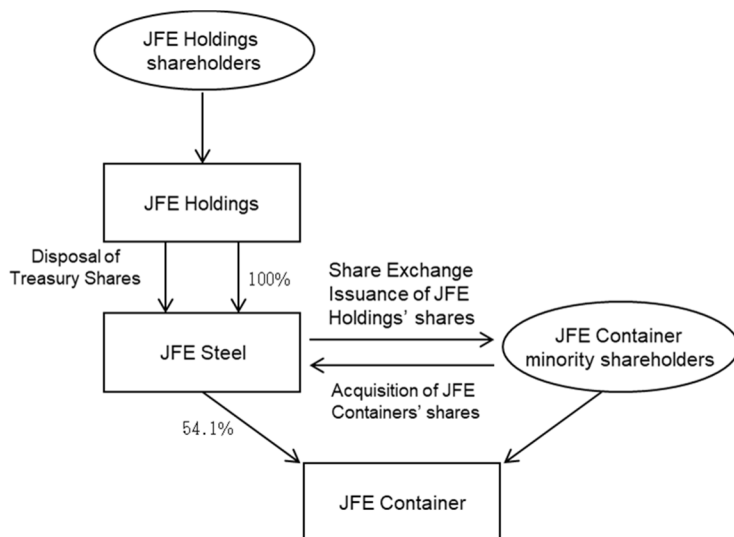 JFE Holdings
shareholders
JFE Holdings
Disposal of
Treasury Shares
100%
Share Exchange
Issuance of JFE
Holdings' shares
JFE Steel
JFE Container
minority shareholders
Acquisition of JFE
Containers' shares
54.1%
JFE Container